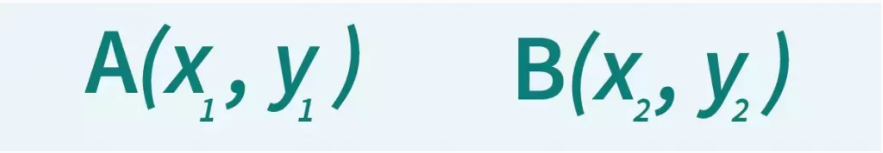 A(x₁, y₁) B(x₂, y₂)